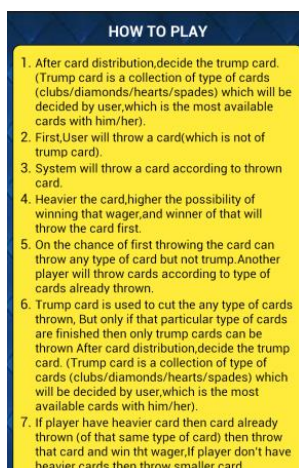 HOW TO PLAY
1. After card distribution,decide the trump card.
(Trump card is a collection of type of cards
(clubs/diamonds/hearts/spades) which will be
decided by user,which is the most available
cards with him/her).
2. First,User will throw a card(which is not of
trump card).
3. System will throw a card according to thrown
card.
4. Heavier the card,higher the possibility of
winning that wager,and winner of that will
throw the card first.
5. On the chance of first throwing the card can
throw any type of card but not trump.Another
player will throw cards according to type of
cards already thrown.
6. Trump card is used to cut the any type of cards
thrown, But only if that particular type of cards
are finished then only trump cards can be
thrown After card distribution,decide the trump
card. (Trump card is a collection of type of
cards (clubs/diamonds/hearts/spades) which
will be decided by user,which is the most
available cards with him/her).
7. If player have heavier card then card already
thrown (of that same type of card) then throw
that card and win tht wager,If player don't have
heavier cards then throw smaller card